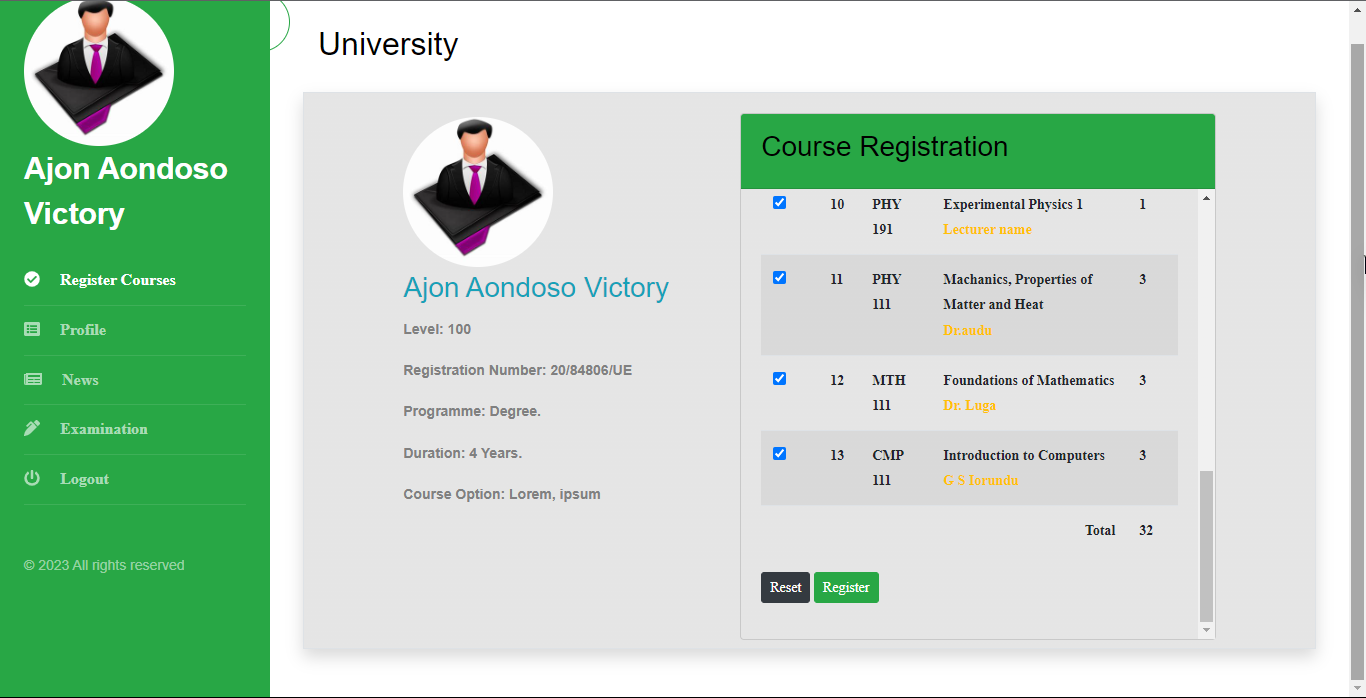 Ajon Aondoso
Victory
Register Courses
Profile
News
Examination
Logout
© 2023 All rights reserved
University
Ajon Aondoso Victory
Level: 100
Registration Number: 20/84806/UE
Programme: Degree.
Duration: 4 Years.
Course Option: Lorem, ipsum
Course Registration
10 PHY Experimental Physics 1 1
191 Lecturer name
11 PHY Machanics, Properties of 3
111 Matter and Heat
Dr.audu
12 MTH Foundations of Mathematics 3
111 Dr. Luga
13 CMP Introduction to Computers 3
111 G S Iorundu
Total 32
Reset Register